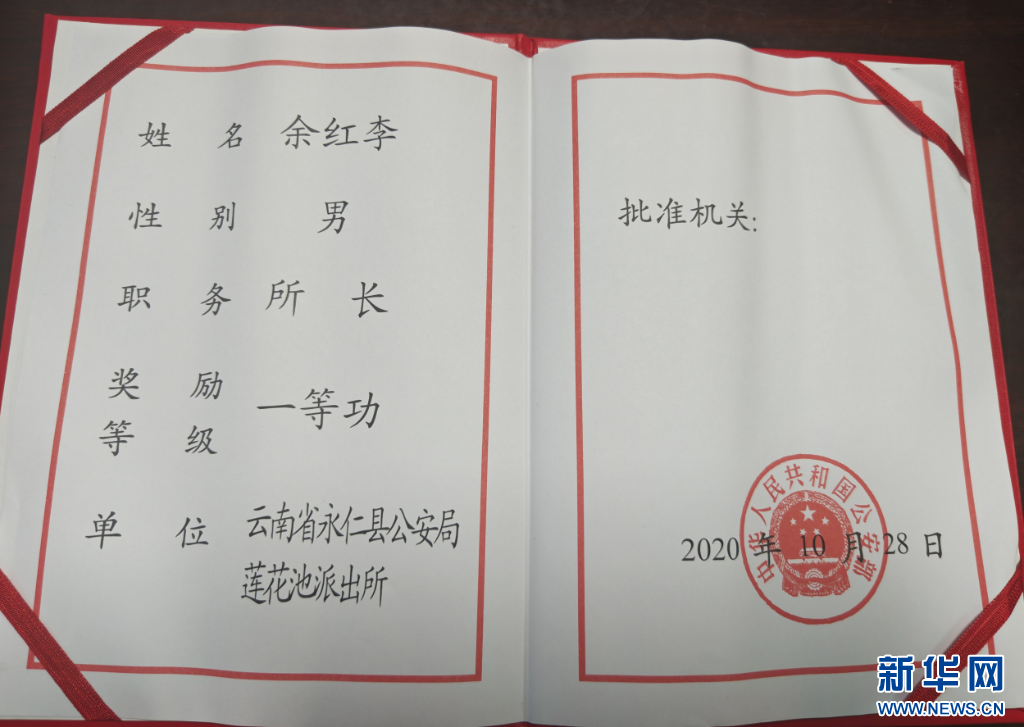 姓 名 余红李
性 别 男
职 务 所 长
奖 励
等 级
一等功
单 位 云南省永仁县公安局
莲花池派出所
批准机关:
中华人民共和国公安部
2020 年 10 月 28 日
新华网
WWW.NEWS.CN